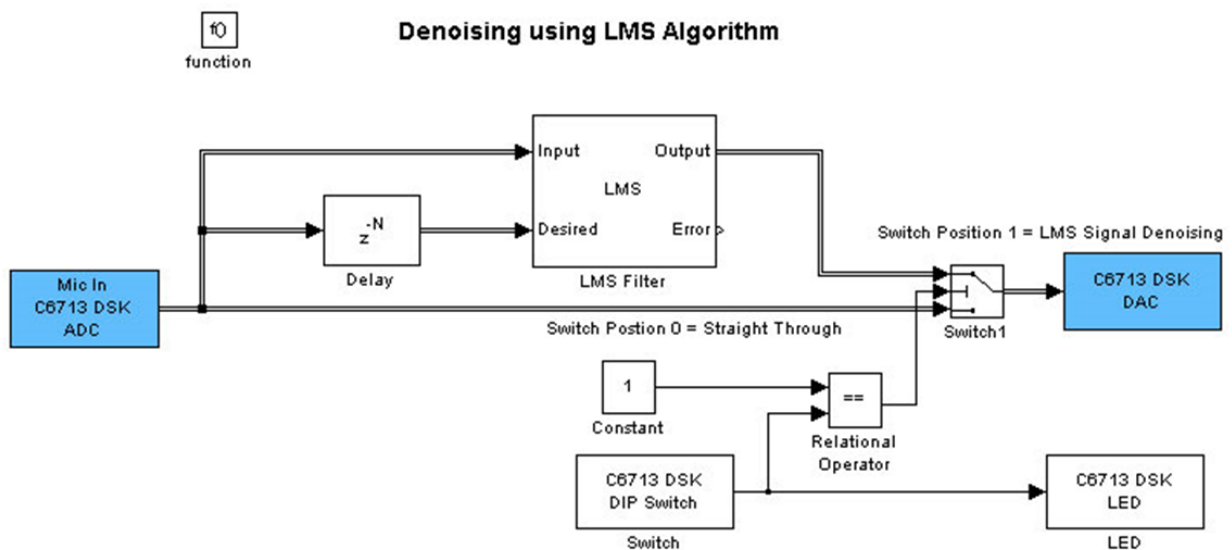 f()
Denoising using LMS Algorithm
function
Input
Output
LMS
-N
z
Desired
Error
Delay
LMS Filter
Switch Position 1 = LMS Signal Denoising
Mic In
C6713 DSK
ADC
C6713 DSK
DAC
Switch Postion 0 = Straight Through
Switch1
1
==
Constant
Relational
Operator
C6713 DSK
DIP Switch
C6713 DSK
LED
Switch
LED